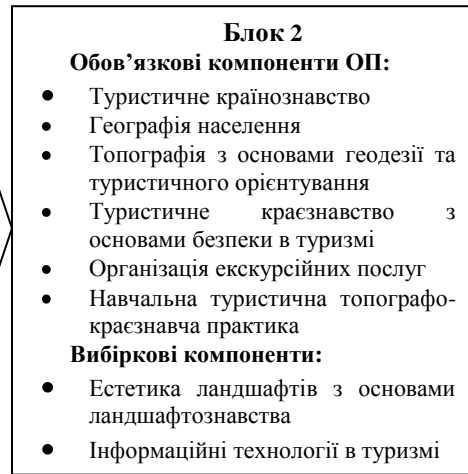 Блок 2
Обов’язкові компоненти ОП:
• Туристичне країнознавство
• Географія населення
• Топографія з основами геодезії та
туристичного орієнтування
• Туристичне краєзнавство з
основами безпеки в туризмі
• Організація екскурсійних послуг
• Навчальна туристична топографо-
краєзнавча практика
Вибіркові компоненти:
• Естетика ландшафтів з основами
ландшафтознавства
• Інформаційні технології в туризмі